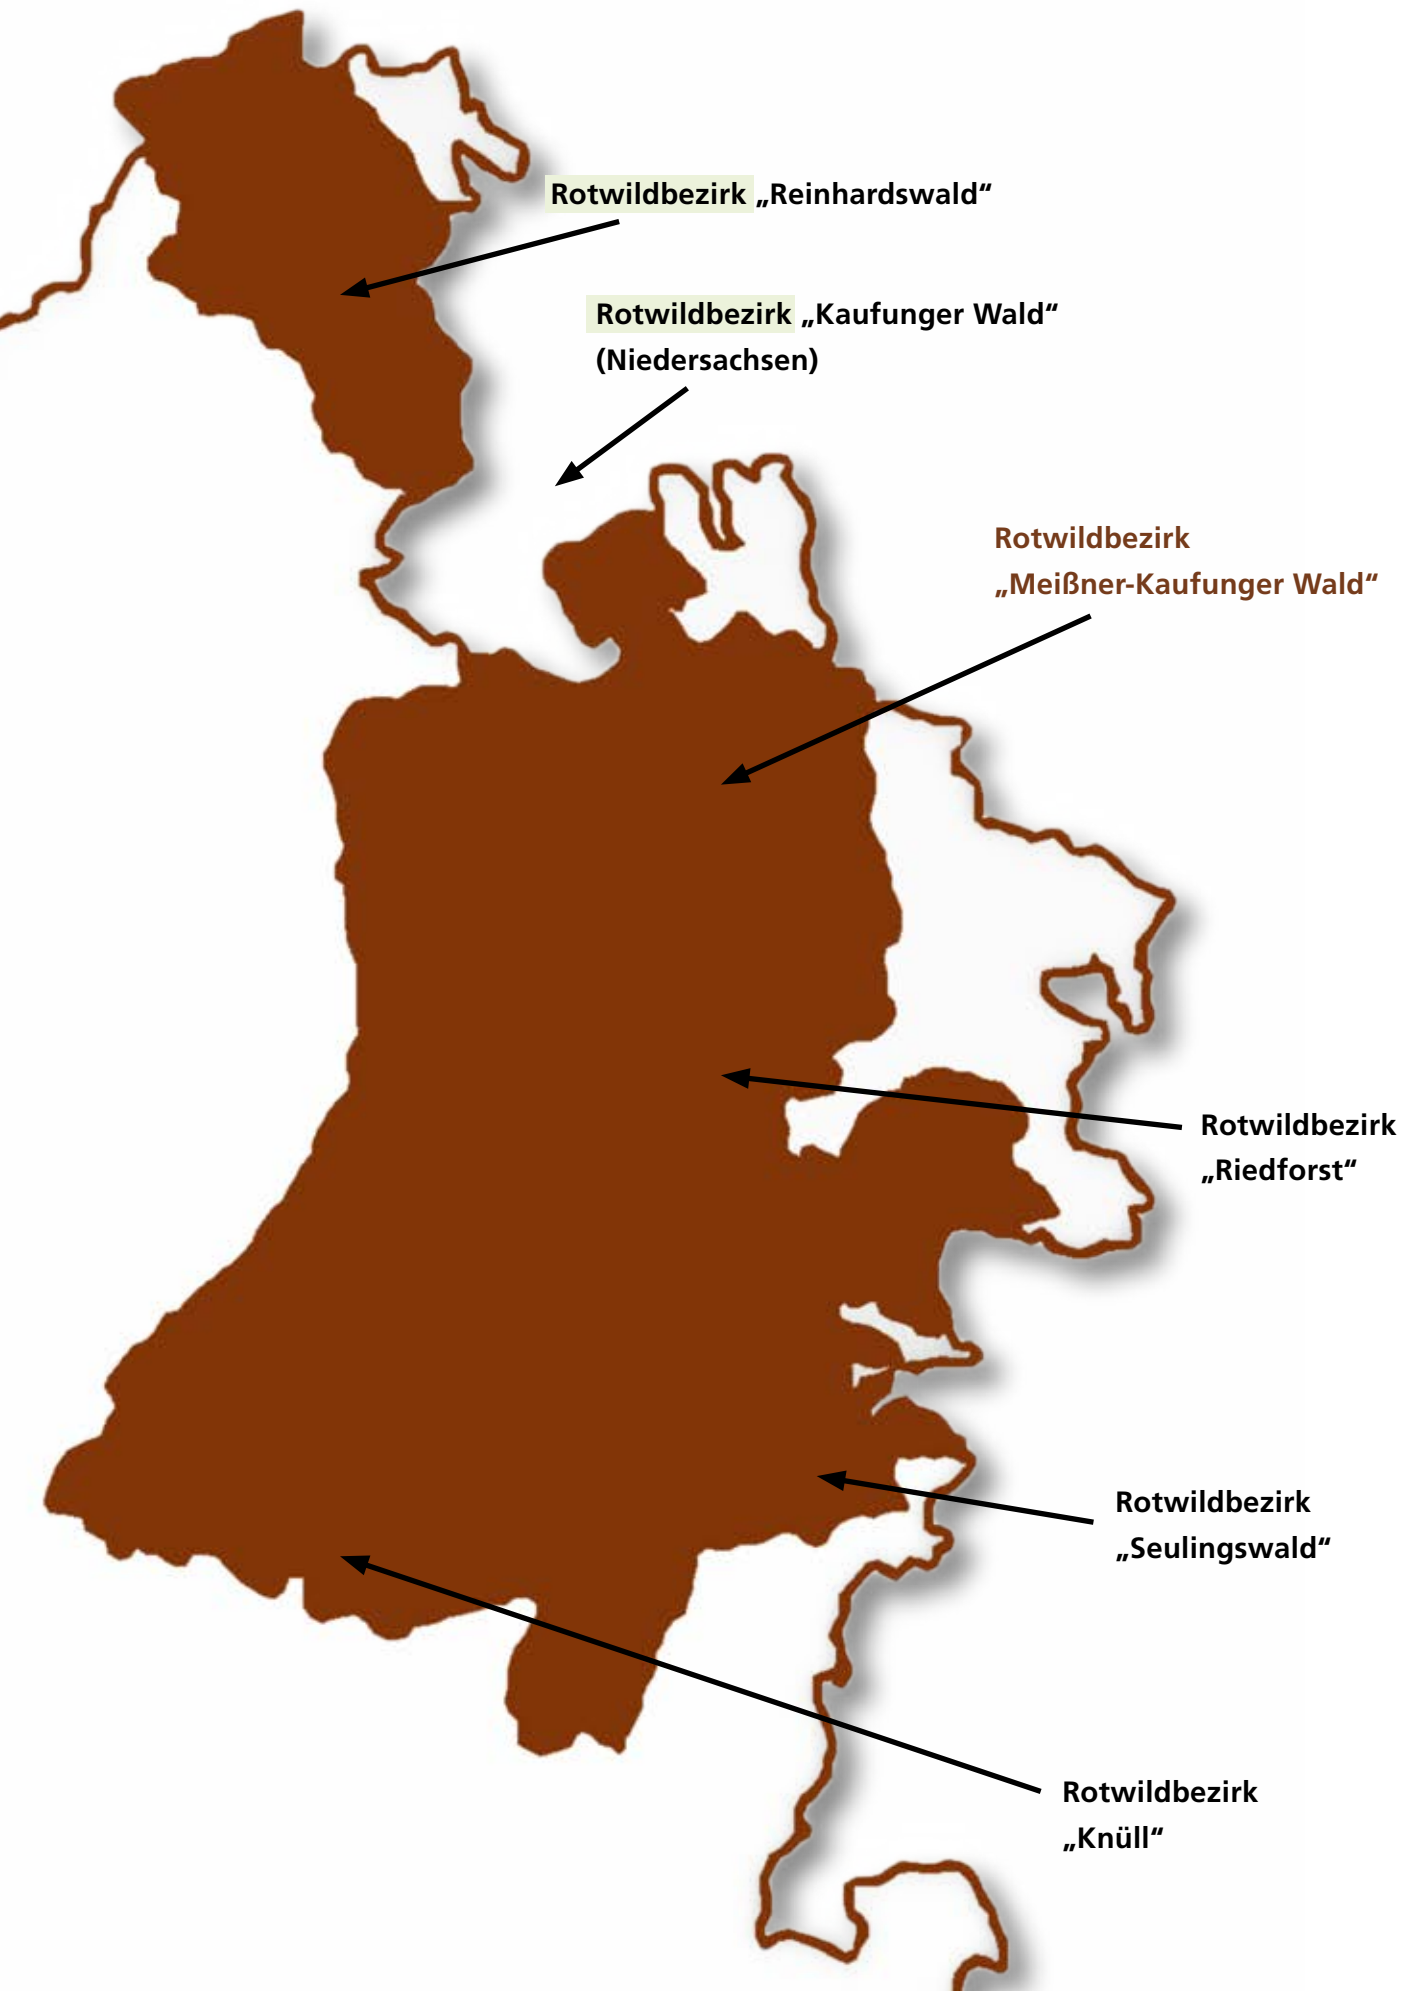 Rotwildbezirk „Reinhardswald“
Rotwildbezirk „Kaufunger Wald“
(Niedersachsen)
Rotwildbezirk
„Meißner-Kaufunger Wald“
Rotwildbezirk
„Riedforst“
Rotwildbezirk
„Seulingswald“
Rotwildbezirk
„Knüll“